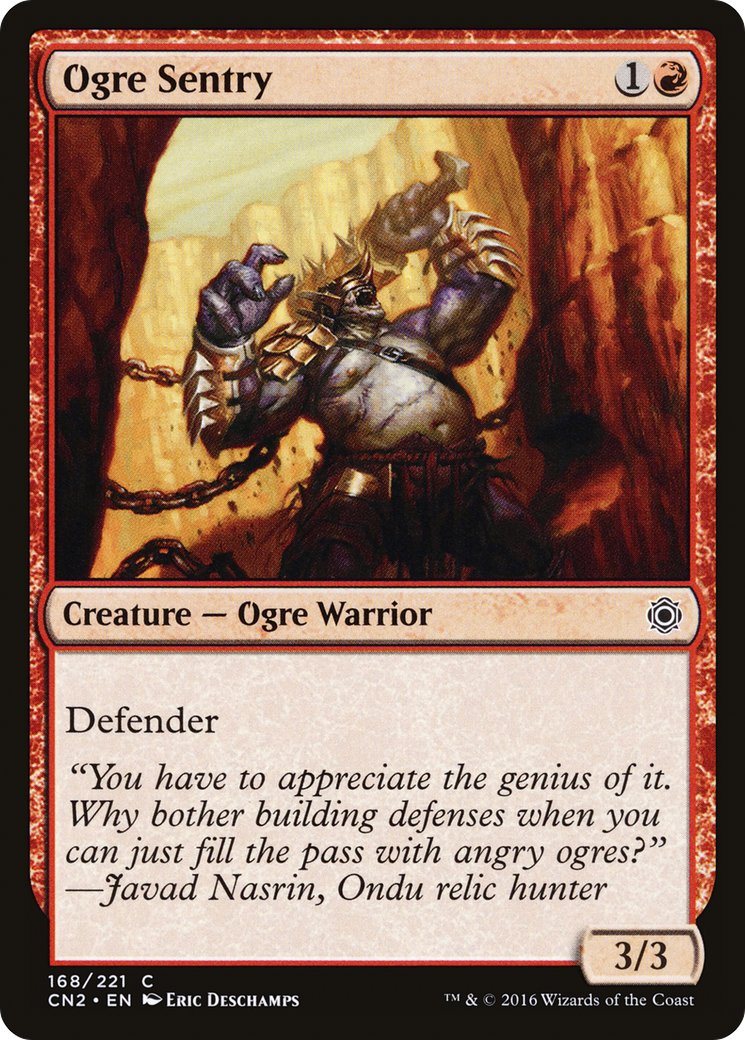 Ogre Sentry 1
Creature — Ogre Warrior
Defender
“You have to appreciate the genius of it.
Why bother building defenses when you
can just fill the pass with angry ogres?”
—Javad Nasrin, Ondu relic hunter
3/3
168/221 C
CN2 • EN Eric Deschamps
™ & © 2016 Wizards of the Coast